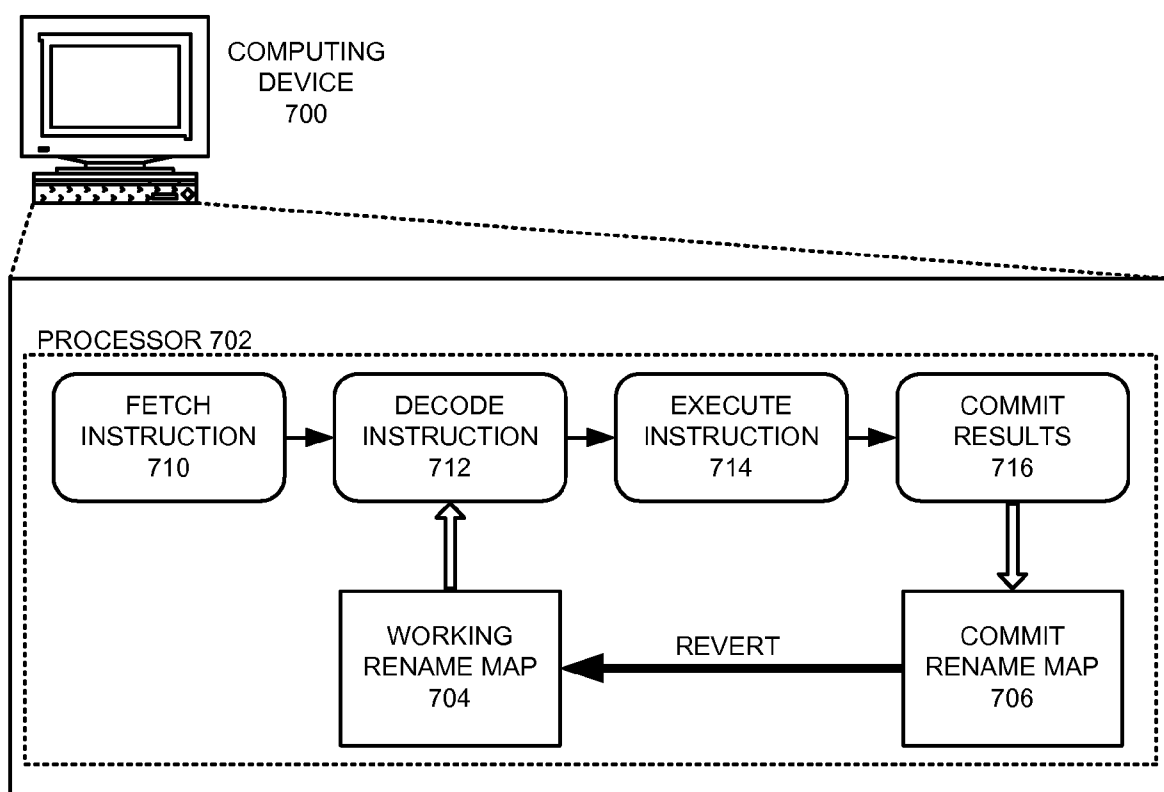 COMPUTING
DEVICE
700
PROCESSOR 702
FETCH
INSTRUCTION
710
DECODE
INSTRUCTION
712
EXECUTE
INSTRUCTION
714
COMMIT
RESULTS
716
WORKING
RENAME MAP
704
REVERT
COMMIT
RENAME MAP
706